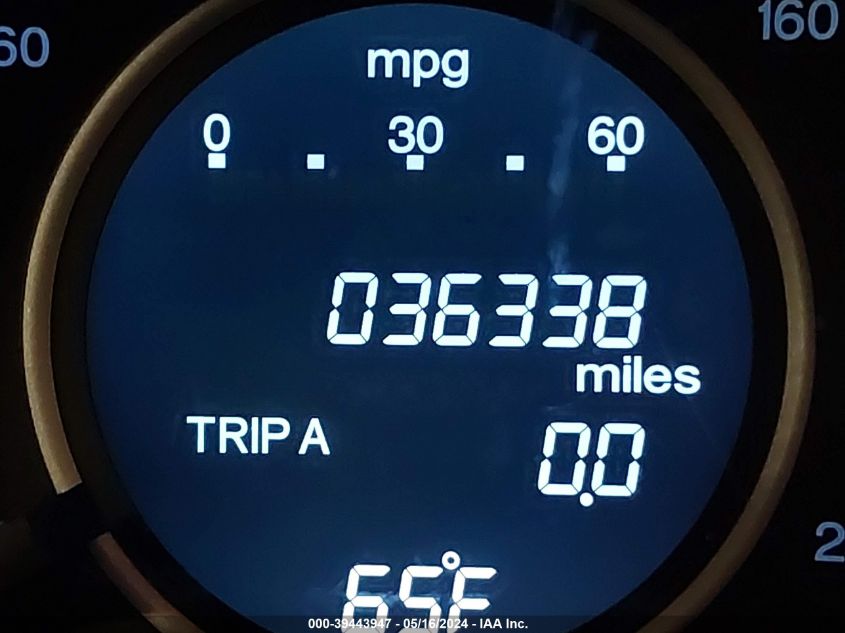 60 160
mpg
0 30 60
036338
miles
TRIP A 0.0
2
65°F
000-39443947 - 05/16/2024 - IAA Inc.